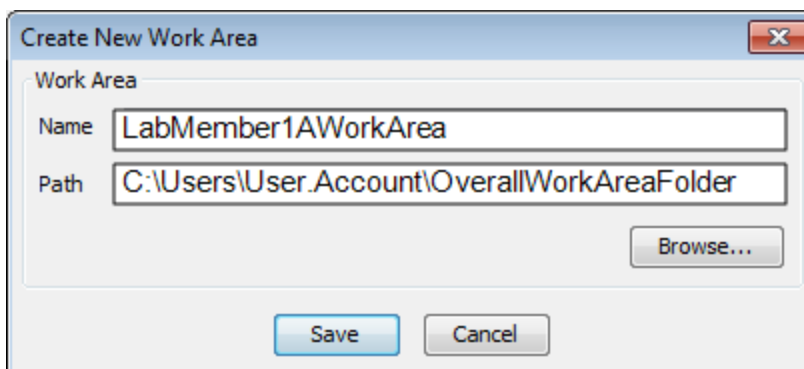 Create New Work Area
Work Area
Name LabMember1AWorkArea
Path C:\Users\User.Account\OverallWorkAreaFolder
Browse...
Save Cancel